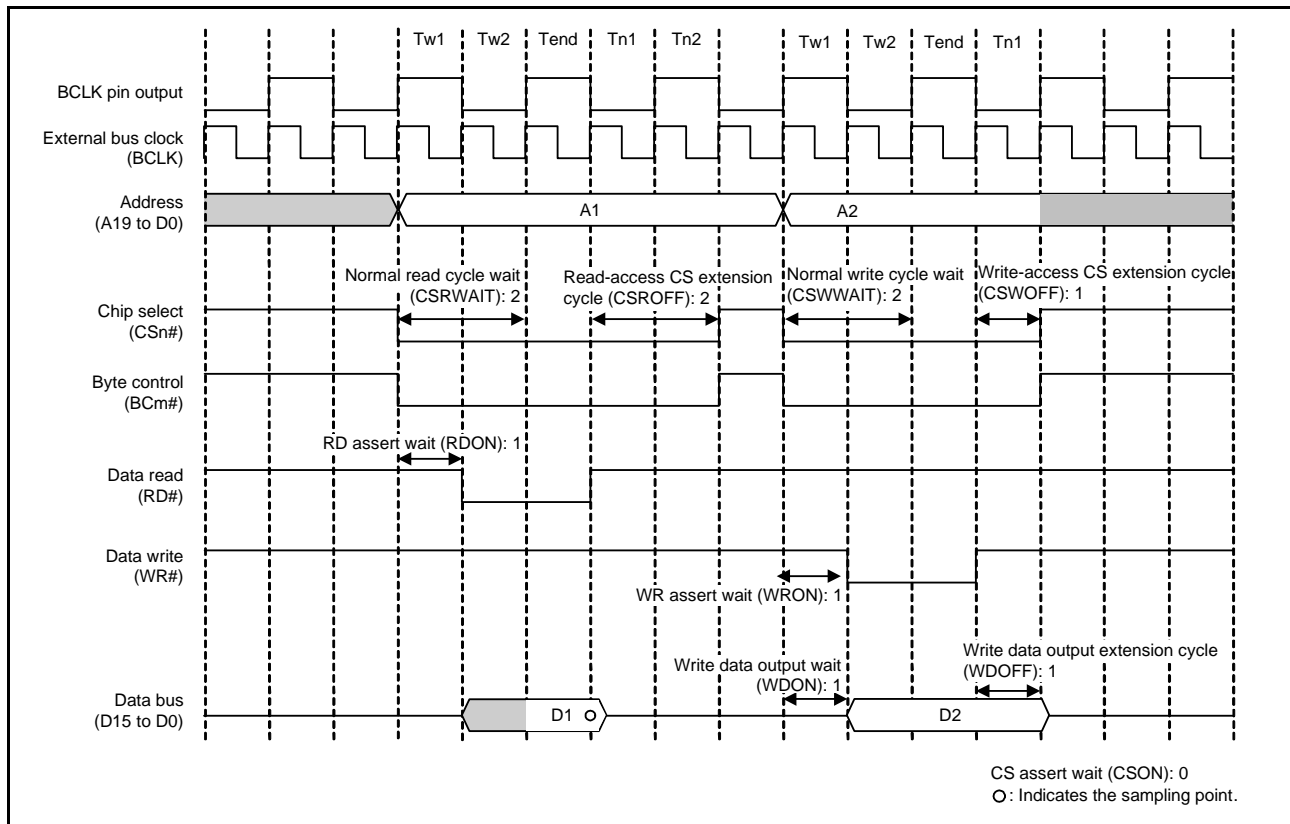 Tw1 Tw2 Tend Tn1 Tn2 Tw1 Tw2 Tend Tn1
BCLK pin output
External bus clock
(BCLK)
Address
(A19 to D0)
A1 A2
Normal read cycle wait
(CSRWAIT): 2
Read-access CS extension
cycle (CSROFF): 2
Normal write cycle wait
(CSWWAIT): 2
Write-access CS extension cycle
(CSWOFF): 1
Chip select
(CSn#)
Byte control
(BCm#)
RD assert wait (RDON): 1
Data read
(RD#)
Data write
(WR#)
WR assert wait (WRON): 1
Write data output wait
(WDON): 1
Write data output extension cycle
(WDOFF): 1
Data bus
(D15 to D0)
D1 D2
CS assert wait (CSON): 0
: Indicates the sampling point.